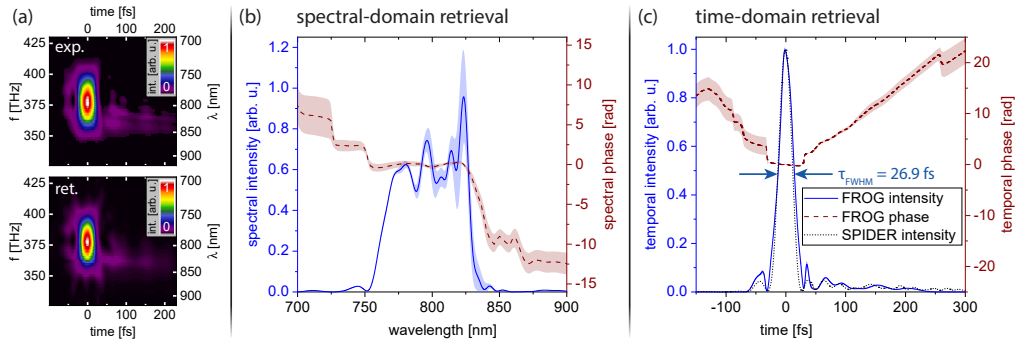 (a)
time [fs]
0 100 200
exp.
int. [arb. u.]
1
0
f [THz]
425
400
375
350
λ [nm]
700
750
800
850
900
ret.
int. [arb. u.]
1
0
f [THz]
425
400
375
350
λ [nm]
700
750
800
850
900
0 100 200
time [fs]
(b) spectral-domain retrieval
spectral intensity [arb. u.]
1.2
1.0
0.8
0.6
0.4
0.2
0.0
spectral phase [rad]
15
10
5
0
-5
-10
-15
700 750 800 850 900
wavelength [nm]
(c) time-domain retrieval
temporal intensity [arb. u.]
1.0
0.8
0.6
0.4
0.2
0.0
temporal phase [rad]
20
10
0
-10
-20
τFWHM = 26.9 fs
FROG intensity
FROG phase
SPIDER intensity
-100 0 100 200 300
time [fs]